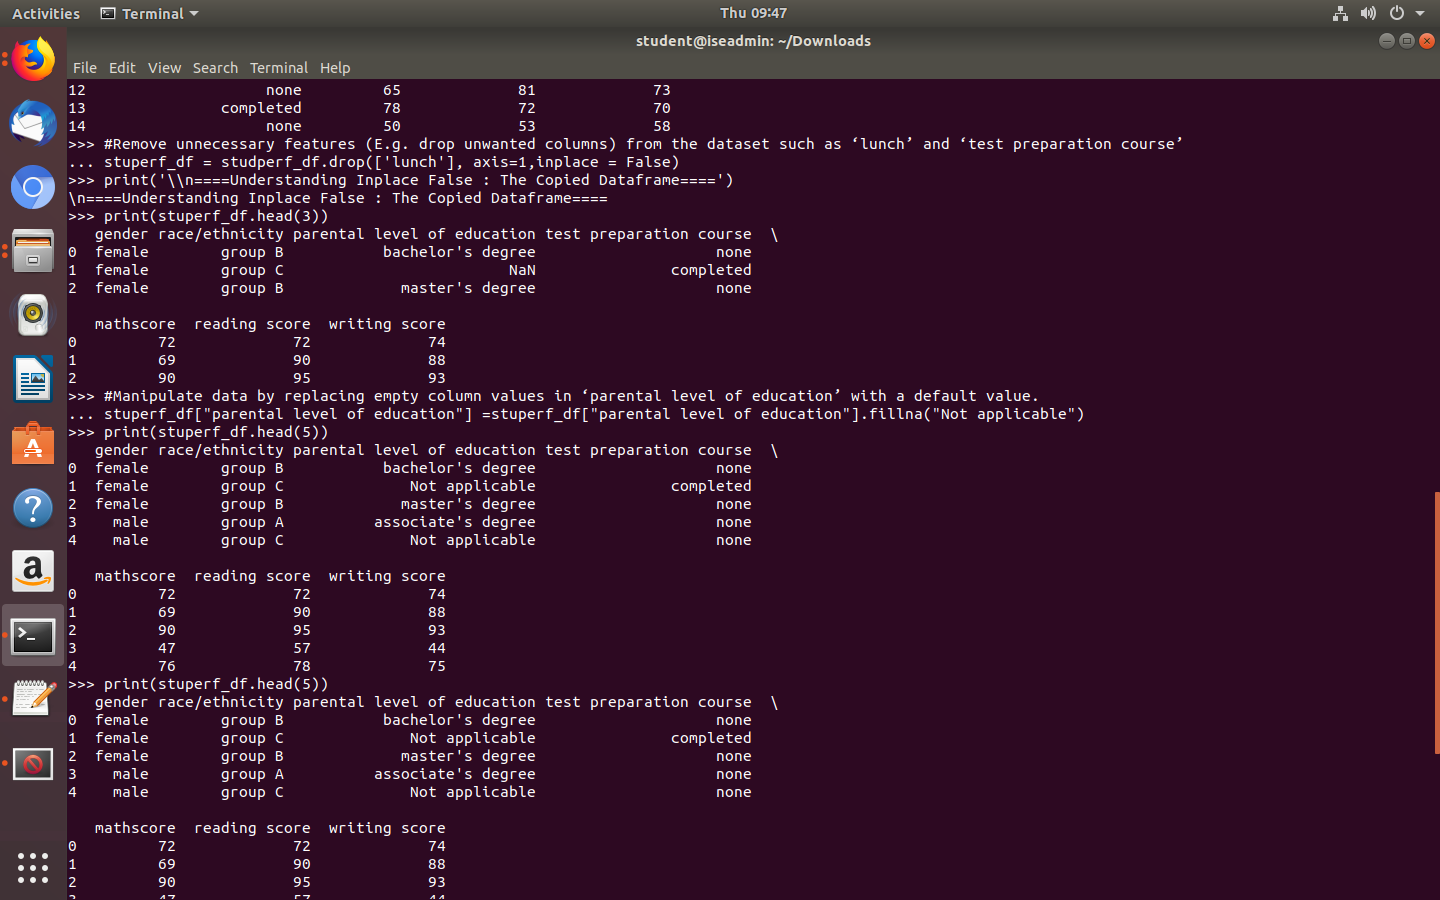 Activities Terminal Thu 09:47
student@iseadmin: ~/Downloads
File Edit View Search Terminal Help
12                    none         65             81             73
13               completed         78             72             70
14                    none         50             53             58
>>> #Remove unnecessary features (E.g. drop unwanted columns) from the dataset such as ‘lunch’ and ‘test preparation course’
... stuperf_df = studperf_df.drop(['lunch'], axis=1,inplace = False)
>>> print('\\n====Understanding Inplace False : The Copied Dataframe====')
\n====Understanding Inplace False : The Copied Dataframe====
>>> print(stuperf_df.head(3))
   gender race/ethnicity parental level of education test preparation course  \
0  female        group B           bachelor's degree                    none
1  female        group C                         NaN               completed
2  female        group B             master's degree                    none
   mathscore  reading score  writing score
0         72             72             74
1         69             90             88
2         90             95             93
>>> #Manipulate data by replacing empty column values in ‘parental level of education’ with a default value.
... stuperf_df["parental level of education"] =stuperf_df["parental level of education"].fillna("Not applicable")
>>> print(stuperf_df.head(5))
   gender race/ethnicity parental level of education test preparation course  \
0  female        group B           bachelor's degree                    none
1  female        group C              Not applicable               completed
2  female        group B             master's degree                    none
3    male        group A          associate's degree                    none
4    male        group C              Not applicable                    none
   mathscore  reading score  writing score
0         72             72             74
1         69             90             88
2         90             95             93
3         47             57             44
4         76             78             75
>>> print(stuperf_df.head(5))
   gender race/ethnicity parental level of education test preparation course  \
0  female        group B           bachelor's degree                    none
1  female        group C              Not applicable               completed
2  female        group B             master's degree                    none
3    male        group A          associate's degree                    none
4    male        group C              Not applicable                    none
   mathscore  reading score  writing score
0         72             72             74
1         69             90             88
2         90             95             93
3         47             57             44